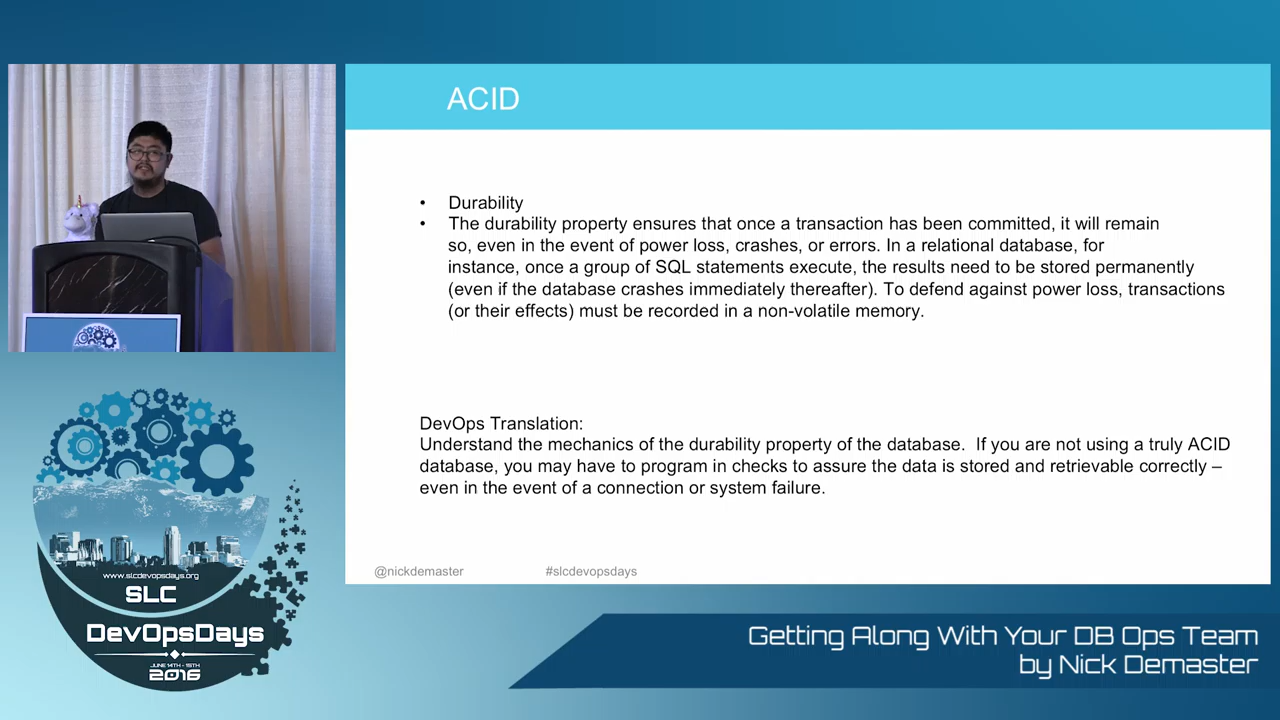 ACID
• Durability
• The durability property ensures that once a transaction has been committed, it will remain
so, even in the event of power loss, crashes, or errors. In a relational database, for
instance, once a group of SQL statements execute, the results need to be stored permanently
(even if the database crashes immediately thereafter). To defend against power loss, transactions
(or their effects) must be recorded in a non-volatile memory.
DevOps Translation:
Understand the mechanics of the durability property of the database.  If you are not using a truly ACID
database, you may have to program in checks to assure the data is stored and retrievable correctly –
even in the event of a connection or system failure.
@nickdemaster #slcdevopsdays
www.slcdevopsdays.org
SLC
DevOpsDays
JUNE 14TH - 15TH
2016
Getting Along With Your DB Ops Team
by Nick Demaster